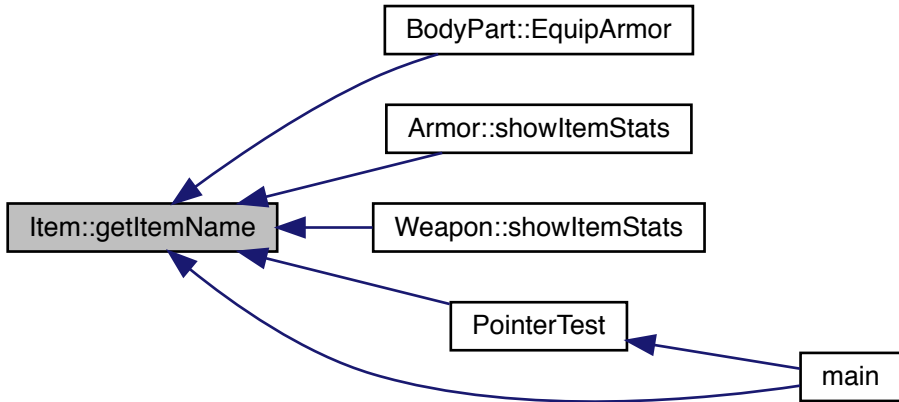 BodyPart::EquipArmor
Armor::showItemStats
Item::getItemName
Weapon::showItemStats
PointerTest
main